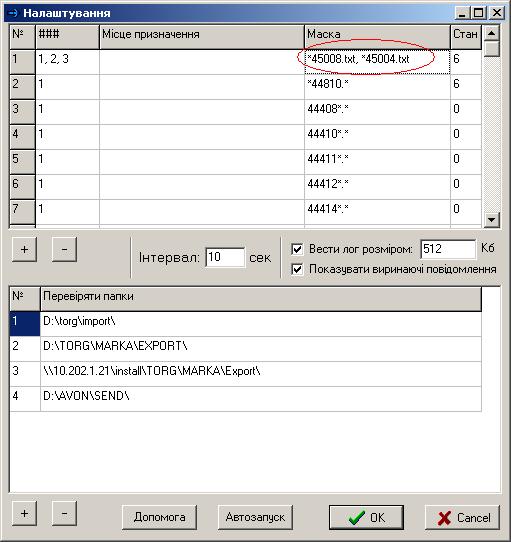 Налаштування
№ ### Місце призначення Маска Стан
1 1, 2, 3 *45008.txt, *45004.txt 6
2 1 *44810.* 6
3 1 44408*.* 0
4 1 44410*.* 0
5 1 44411*.* 0
6 1 44412*.* 0
7 1 44414*.* 0
+ - Інтервал: 10 сек Вести лог розміром: 512 Кб
Показувати виринаючі повідомлення
№ Перевіряти папки
1 D:\torg\import\
2 D:\TORG\MARKA\EXPORT\
3 \\10.202.1.21\install\TORG\MARKA\Export\
4 D:\AVON\SEND\
+ - Допомога Автозапуск OK Cancel